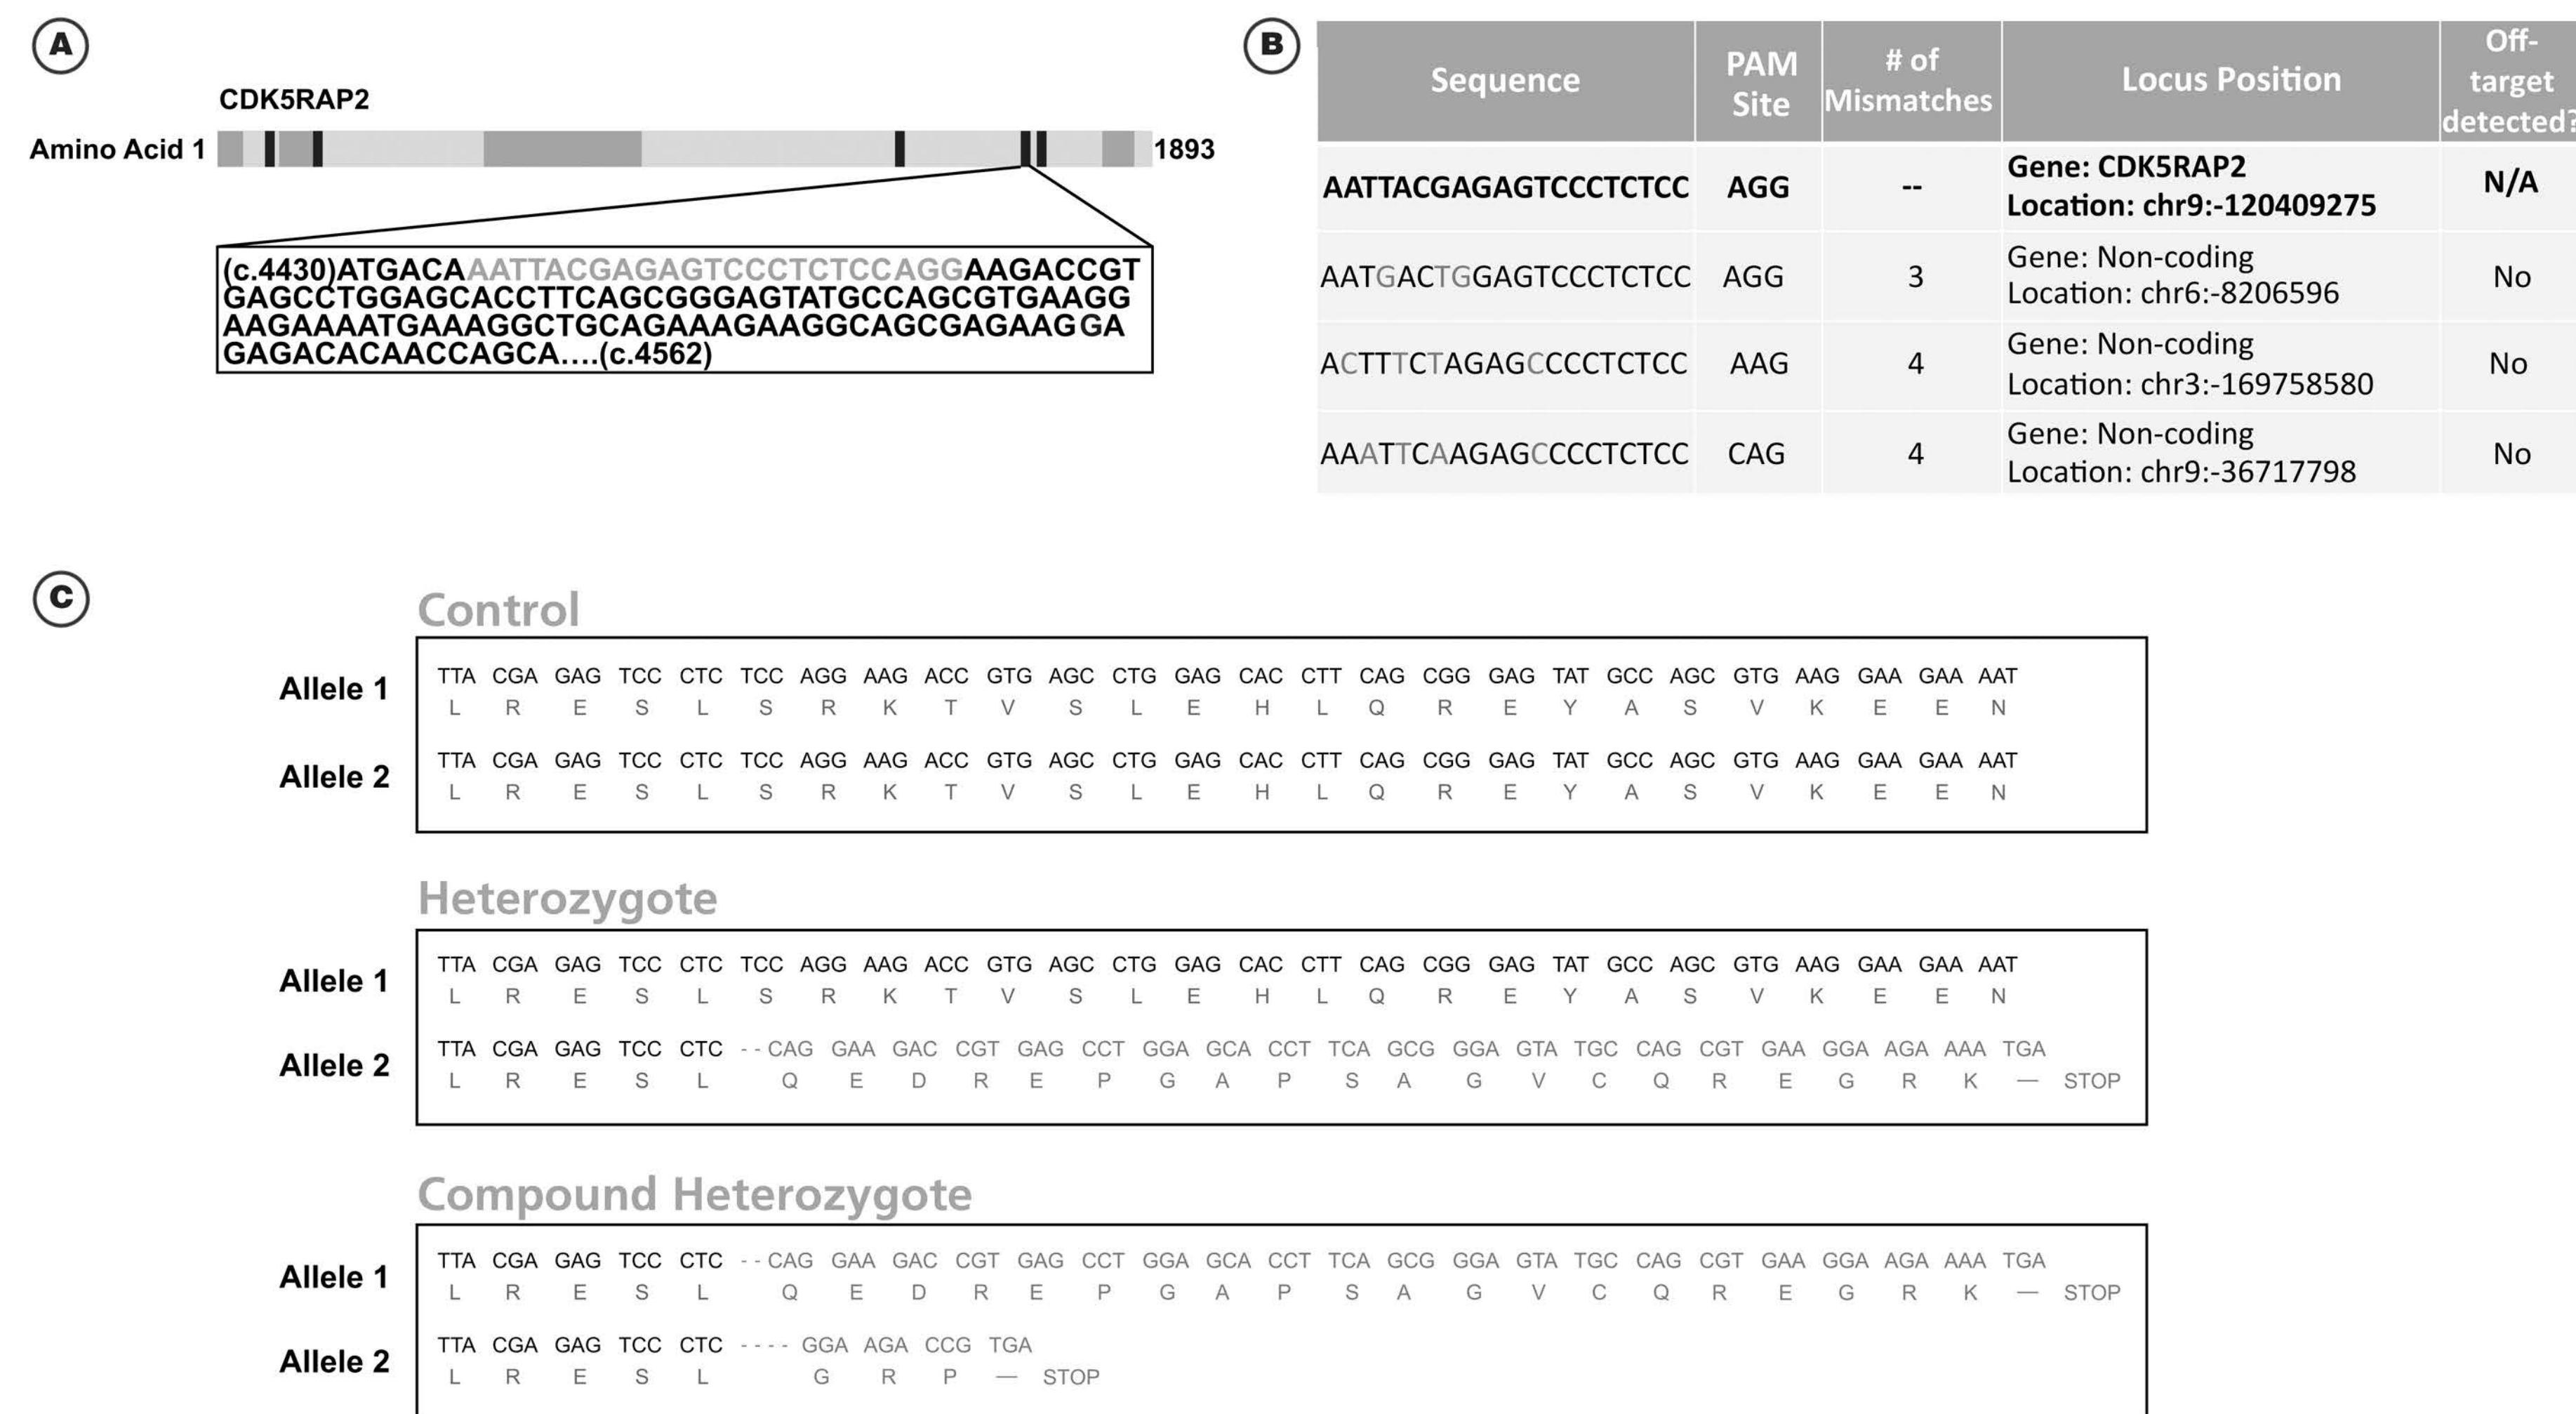 A
CDK5RAP2
Amino Acid 1
1893
(c.4430)ATGACAAATTACGAGAGTCCCTCTCCAGGAAGACCGT
GAGCCTGGAGCACCTTCAGCGGGAGTATGCCAGCGTGAAGG
AAGAAAATGAAAGGCTGCAGAAAGAAGGCAGCGAGAAGGA
GAGACACAACCAGCA....(c.4562)
B
Sequence PAM Site # of Mismatches Locus Position Off-target detected?
AATTACGAGAGTCCCTCTCC AGG -- Gene: CDK5RAP2 Location: chr9:-120409275 N/A
AATGACTGGAGTCCCTCTCC AGG 3 Gene: Non-coding Location: chr6:-8206596 No
ACTTTCTAGAGCCCCTCTCC AAG 4 Gene: Non-coding Location: chr3:-169758580 No
AAATTCAAGAGCCCCTCTCC CAG 4 Gene: Non-coding Location: chr9:-36717798 No
C
Control
Allele 1 TTA CGA GAG TCC CTC TCC AGG AAG ACC GTG AGC CTG GAG CAC CTT CAG CGG GAG TAT GCC AGC GTG AAG GAA GAA AAT
L R E S L S R K T V S L E H L Q R E Y A S V K E E N
Allele 2 TTA CGA GAG TCC CTC TCC AGG AAG ACC GTG AGC CTG GAG CAC CTT CAG CGG GAG TAT GCC AGC GTG AAG GAA GAA AAT
L R E S L S R K T V S L E H L Q R E Y A S V K E E N
Heterozygote
Allele 1 TTA CGA GAG TCC CTC TCC AGG AAG ACC GTG AGC CTG GAG CAC CTT CAG CGG GAG TAT GCC AGC GTG AAG GAA GAA AAT
L R E S L S R K T V S L E H L Q R E Y A S V K E E N
Allele 2 TTA CGA GAG TCC CTC - - CAG GAA GAC CGT GAG CCT GGA GCA CCT TCA GCG GGA GTA TGC CAG CGT GAA GGA AGA AAA TGA
L R E S L Q E D R E P G A P S A G V C Q R E G R K — STOP
Compound Heterozygote
Allele 1 TTA CGA GAG TCC CTC - - CAG GAA GAC CGT GAG CCT GGA GCA CCT TCA GCG GGA GTA TGC CAG CGT GAA GGA AGA AAA TGA
L R E S L Q E D R E P G A P S A G V C Q R E G R K — STOP
Allele 2 TTA CGA GAG TCC CTC - - - - GGA AGA CCG TGA
L R E S L G R P — STOP